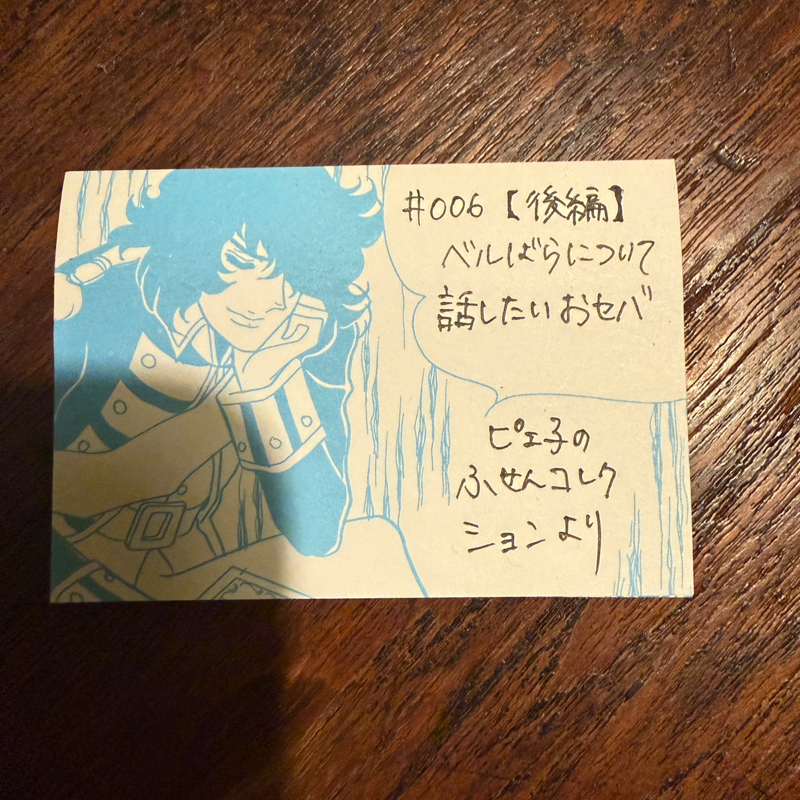 #006【後編】
ベルばらについて
話したいおセバ
ピエ子の
ふせんコレク
ションより